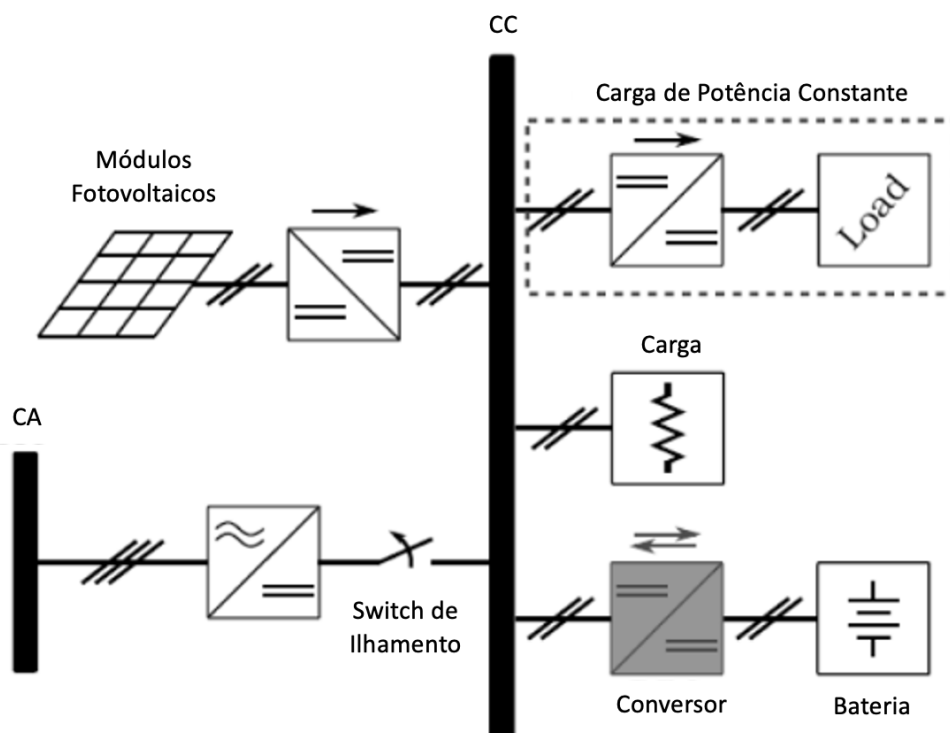 CC
Carga de Potência Constante
Módulos
Fotovoltaicos
Load
Carga
CA
Switch de
Ilhamento
Conversor
Bateria